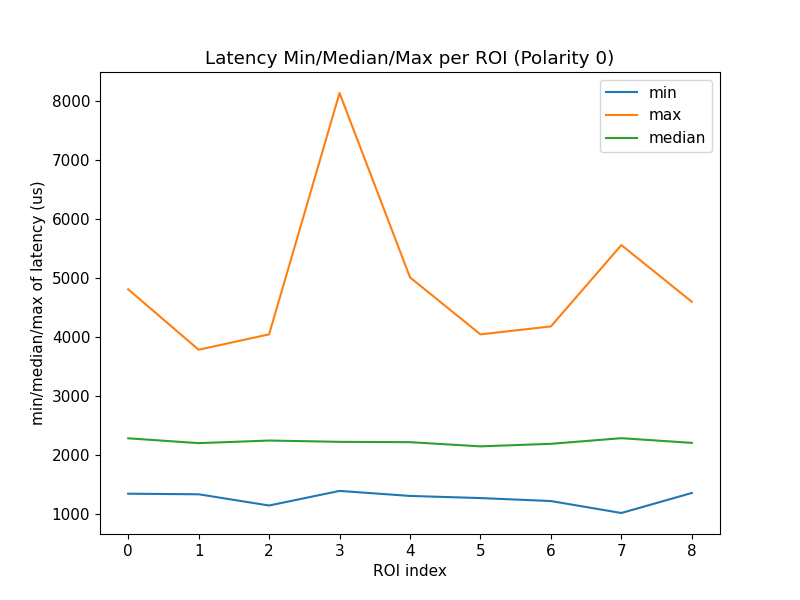 Latency Min/Median/Max per ROI (Polarity 0)
min
max
median
min/median/max of latency (us)
8000
7000
6000
5000
4000
3000
2000
1000
0 1 2 3 4 5 6 7 8
ROI index